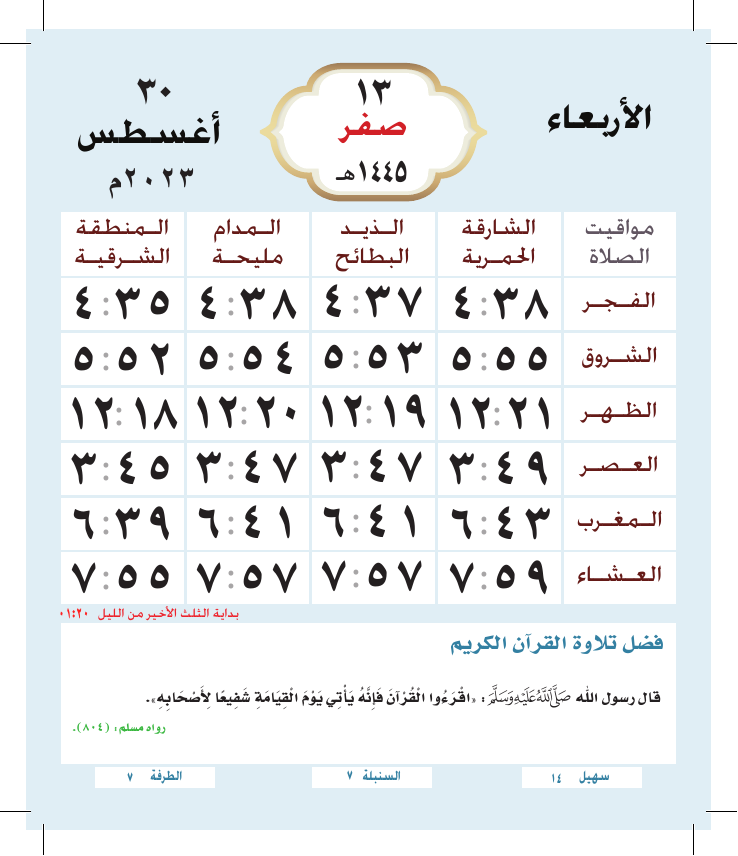 الأربعاء
١٣
صفر
١٤٤٥هـ
٣٠
أغسطس
٢٠٢٣م
مواقيت الصلاة | الشارقة الحمرية | الذيد البطائح | المدام مليحة | المنطقة الشرقية
الفجر ٤:٣٨ ٤:٣٧ ٤:٣٨ ٤:٣٥
الشروق ٥:٥٥ ٥:٥٣ ٥:٥٤ ٥:٥٢
الظهر ١٢:٢١ ١٢:١٩ ١٢:٢٠ ١٢:١٨
العصر ٣:٤٩ ٣:٤٧ ٣:٤٧ ٣:٤٥
المغرب ٦:٤٣ ٦:٤١ ٦:٤١ ٦:٣٩
العشاء ٧:٥٩ ٧:٥٧ ٧:٥٧ ٧:٥٥
بداية الثلث الأخير من الليل ٠١:٢٠
فضل تلاوة القرآن الكريم
قال رسول الله صَلَّى اللَّهُ عَلَيْهِ وَسَلَّمَ: «اقْرَءُوا الْقُرْآنَ فَإِنَّهُ يَأْتِي يَوْمَ الْقِيَامَةِ شَفِيعًا لِأَصْحَابِهِ».
رواه مسلم: (٨٠٤).
سهيل ١٤
السنبلة ٧
الطرفة ٧